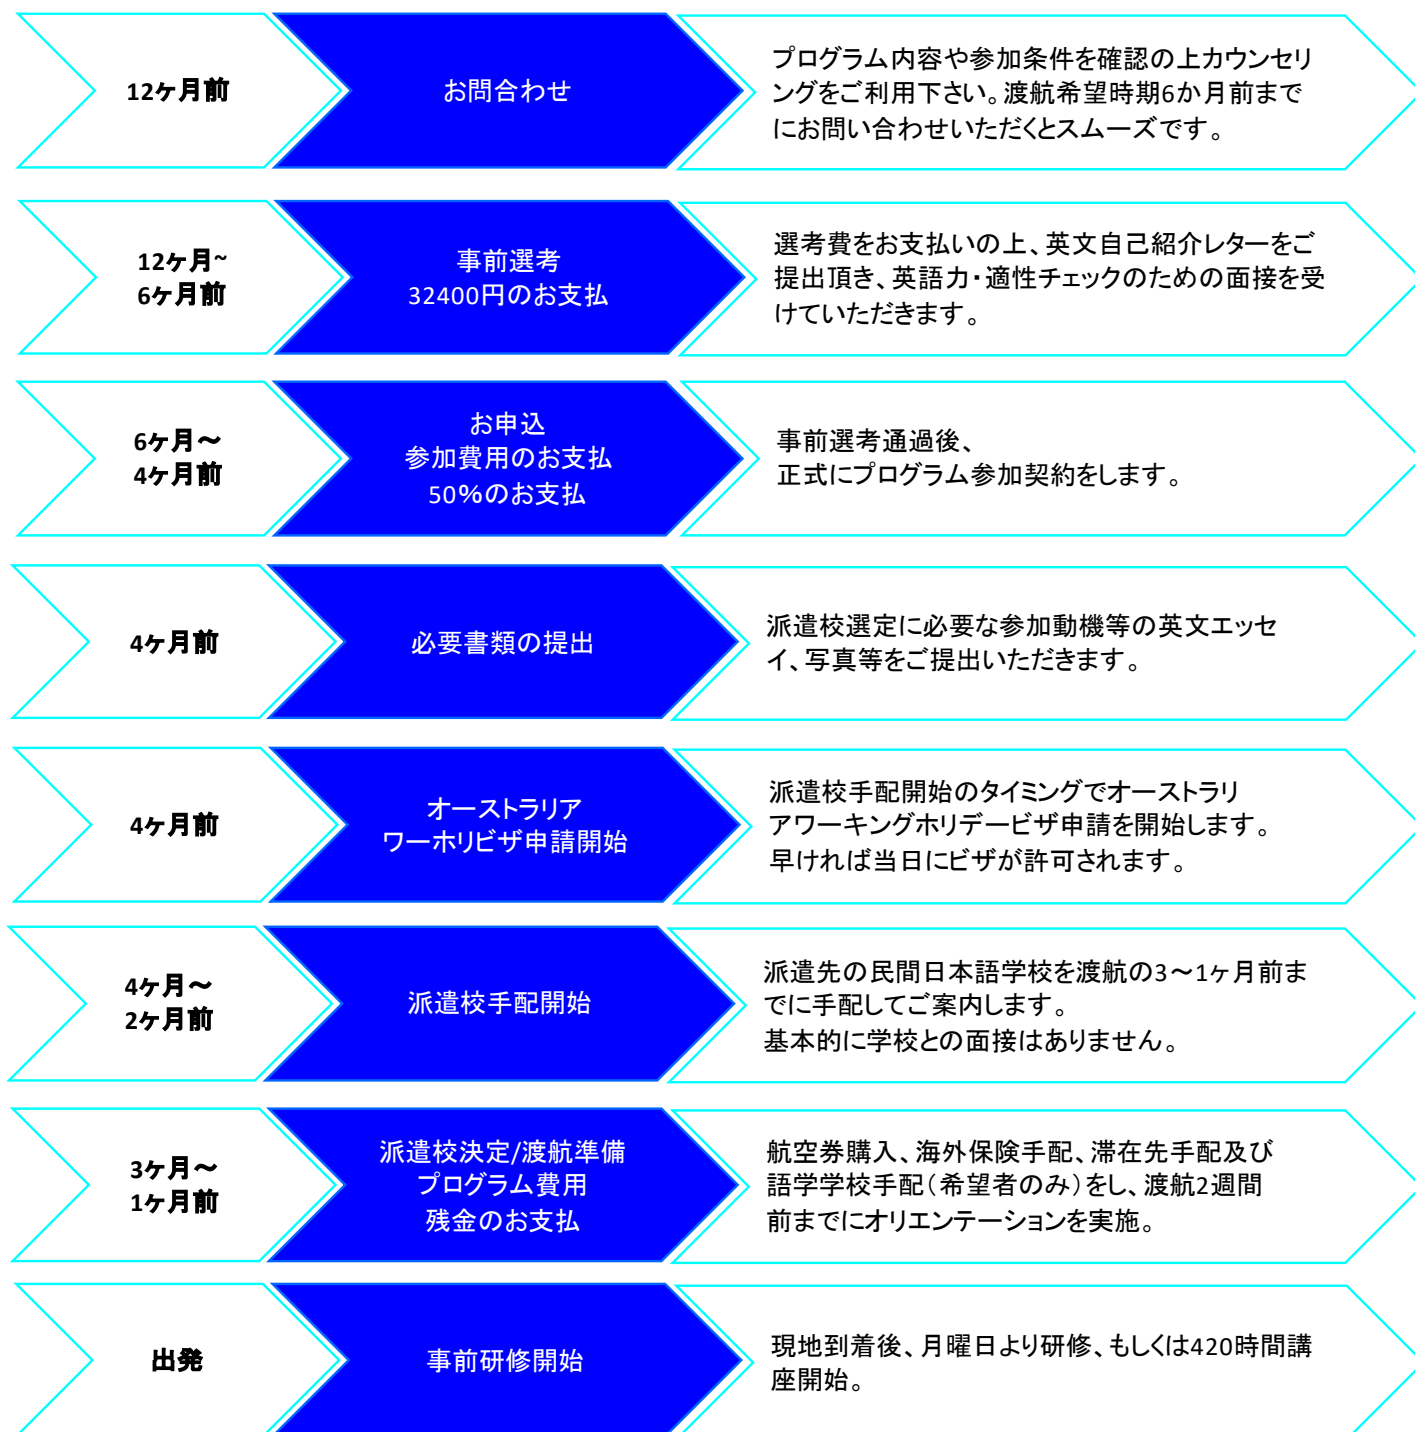 12ヶ月前
お問合わせ
プログラム内容や参加条件を確認の上カウンセリ
ングをご利用下さい。渡航希望時期6か月前まで
にお問い合わせいただくとスムーズです。
12ヶ月~
6ヶ月前
事前選考
32400円のお支払
選考費をお支払いの上、英文自己紹介レターをご
提出頂き、英語力・適性チェックのための面接を受
けていただきます。
6ヶ月～
4ヶ月前
お申込
参加費用のお支払
50%のお支払
事前選考通過後、
正式にプログラム参加契約をします。
4ヶ月前
必要書類の提出
派遣校選定に必要な参加動機等の英文エッセ
イ、写真等をご提出いただきます。
4ヶ月前
オーストラリア
ワーホリビザ申請開始
派遣校手配開始のタイミングでオーストラリ
アワーキングホリデービザ申請を開始します。
早ければ当日にビザが許可されます。
4ヶ月～
2ヶ月前
派遣校手配開始
派遣先の民間日本語学校を渡航の3～1ヶ月前ま
でに手配してご案内します。
基本的に学校との面接はありません。
3ヶ月～
1ヶ月前
派遣校決定/渡航準備
プログラム費用
残金のお支払
航空券購入、海外保険手配、滞在先手配及び
語学学校手配（希望者のみ）をし、渡航2週間
前までにオリエンテーションを実施。
出発
事前研修開始
現地到着後、月曜日より研修、もしくは420時間講
座開始。